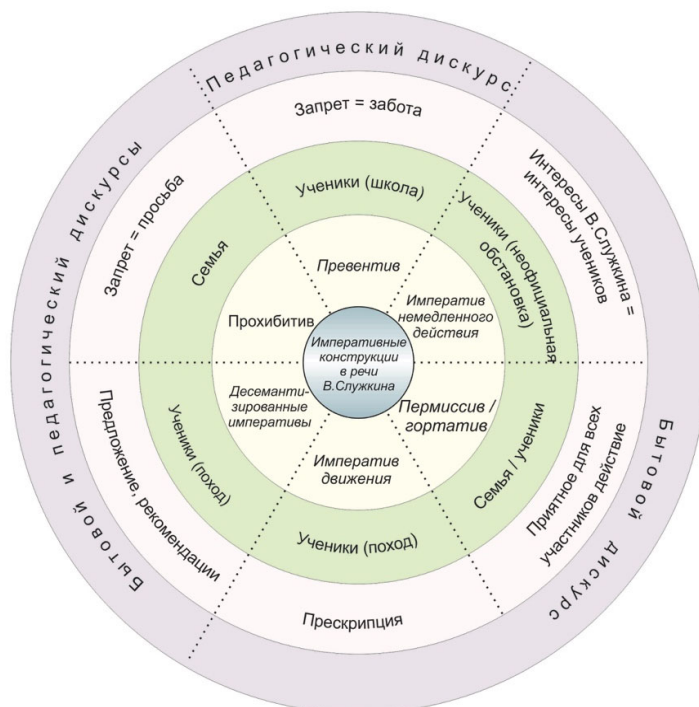 Педагогический дискурс
Запрет = забота
Ученики (школа)
Превентив
Интересы В.Служкина =
интересы учеников
Ученики (неофициальная
обстановка)
Императив
немедленного
действия
Бытовой дискурс
Приятное для всех
участников действие
Семья / ученики
Пермиссив /
гортатив
Прескрипция
Ученики (поход)
Императив
движения
Бытовой и педагогический дискурсы
Предложение, рекомендации
Ученики (поход)
Десеманти-
зированные
императивы
Запрет = просьба
Семья
Прохибитив
Императивные
конструкции
в речи
В.Служкина